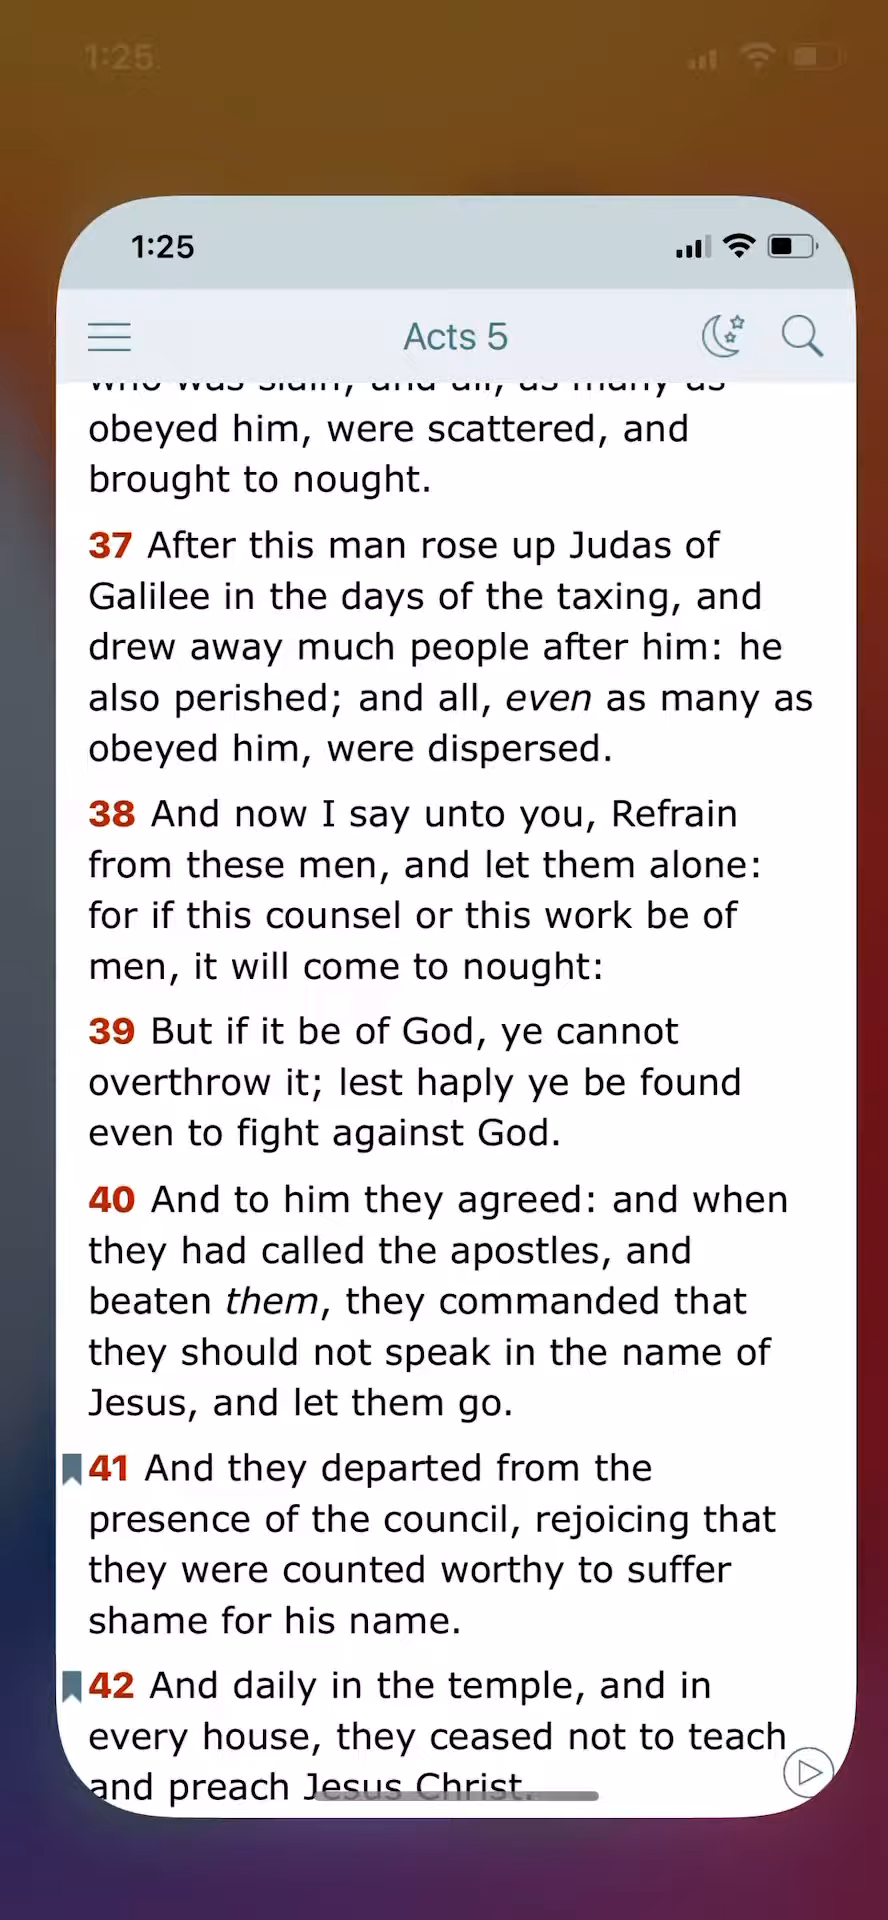 1:25
1:25
Acts 5
who was slain; and all, as many as
obeyed him, were scattered, and
brought to nought.
37 After this man rose up Judas of
Galilee in the days of the taxing, and
drew away much people after him: he
also perished; and all, even as many as
obeyed him, were dispersed.
38 And now I say unto you, Refrain
from these men, and let them alone:
for if this counsel or this work be of
men, it will come to nought:
39 But if it be of God, ye cannot
overthrow it; lest haply ye be found
even to fight against God.
40 And to him they agreed: and when
they had called the apostles, and
beaten them, they commanded that
they should not speak in the name of
Jesus, and let them go.
41 And they departed from the
presence of the council, rejoicing that
they were counted worthy to suffer
shame for his name.
42 And daily in the temple, and in
every house, they ceased not to teach
and preach Jesus Christ.